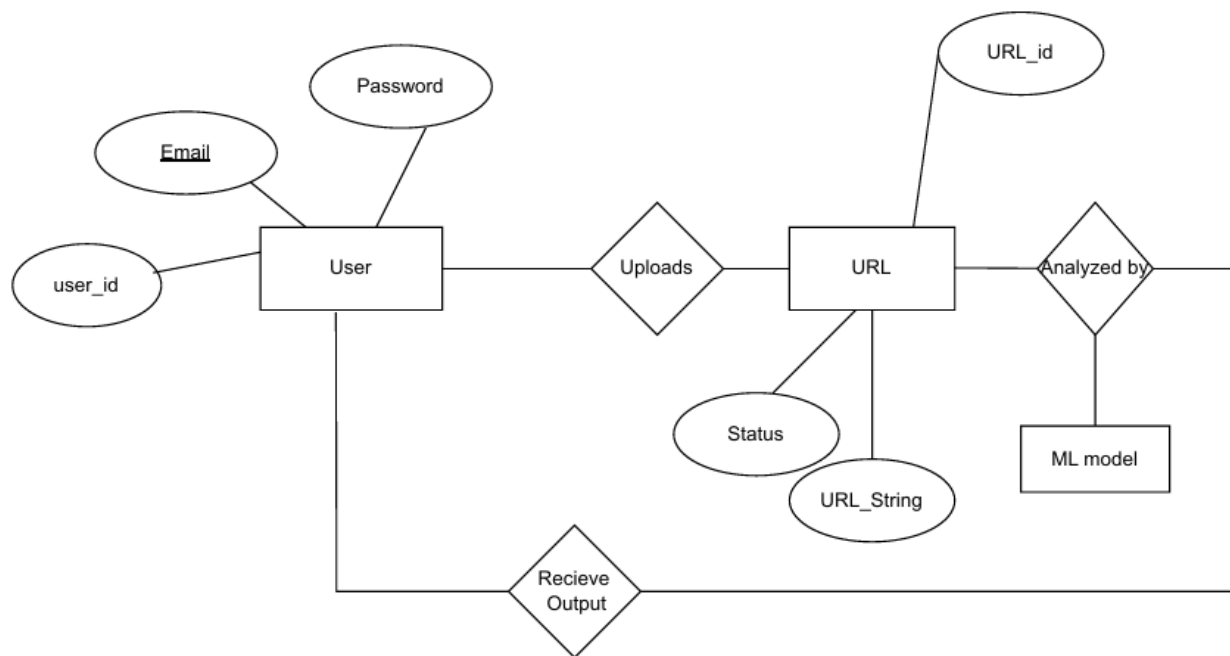 URL_id
Password
Email
user_id
User
Uploads
URL
Analyzed by
Status
ML model
URL_String
Recieve
Output